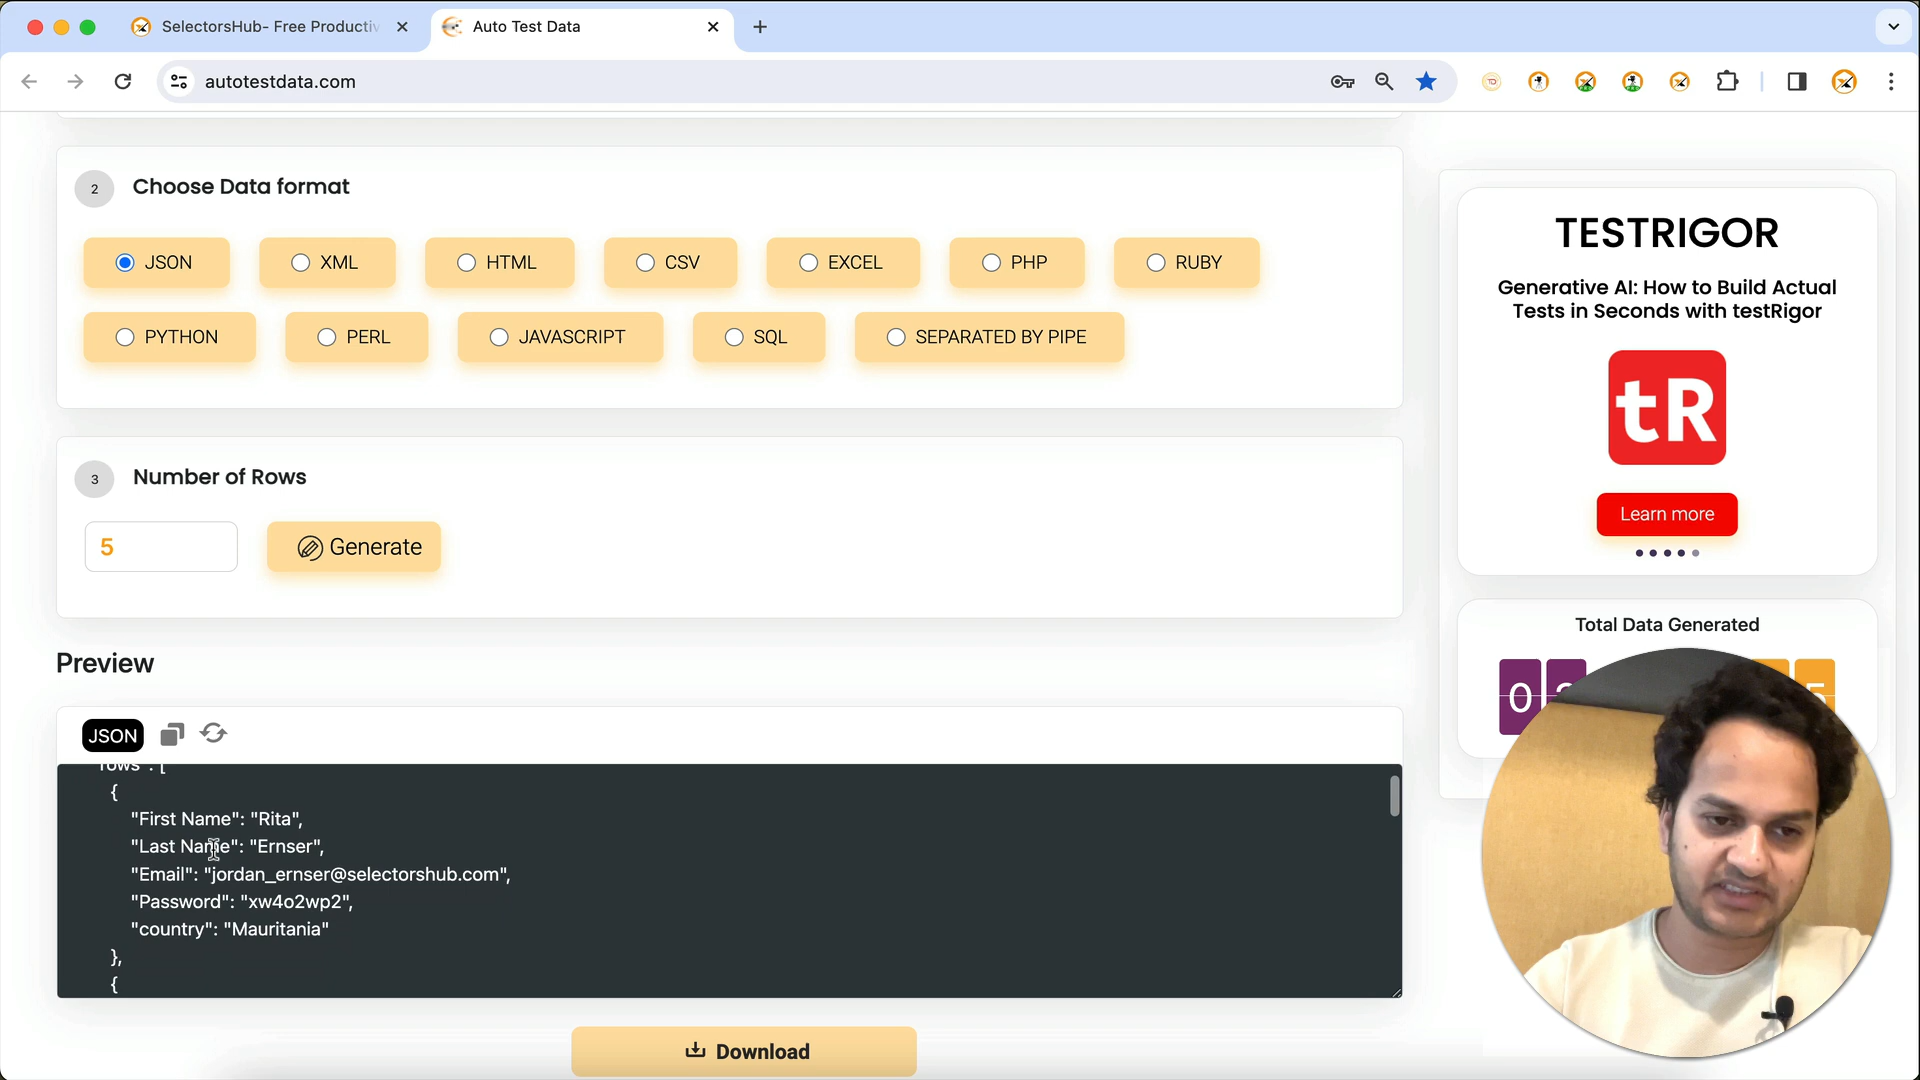 SelectorsHub- Free Productiv
Auto Test Data
autotestdata.com
2
Choose Data format
JSON
XML
HTML
CSV
EXCEL
PHP
RUBY
PYTHON
PERL
JAVASCRIPT
SQL
SEPARATED BY PIPE
3
Number of Rows
5
Generate
Preview
JSON
"rows": [
{
"First Name": "Rita",
"Last Name": "Ernser",
"Email": "jordan_ernser@selectorshub.com",
"Password": "xw4o2wp2",
"country": "Mauritania"
},
{
Download
TESTRIGOR
Generative AI: How to Build Actual
Tests in Seconds with testRigor
tR
Learn more
Total Data Generated
0